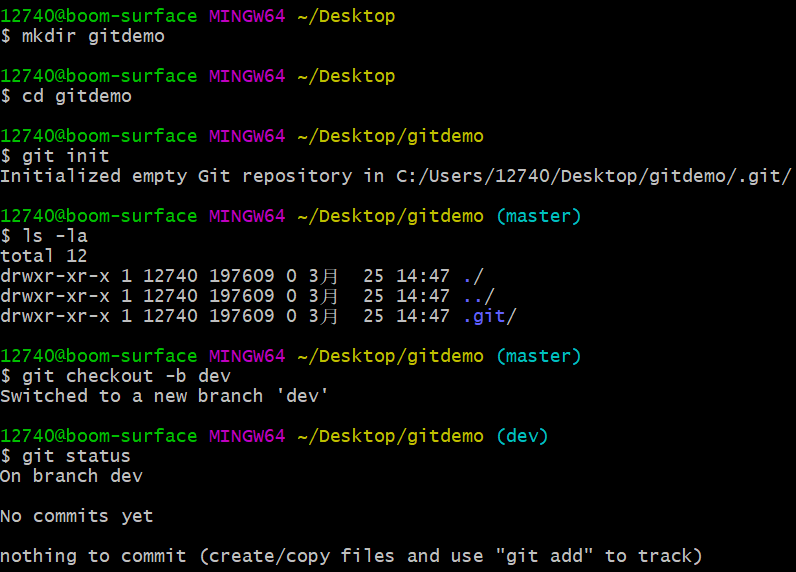 12740@boom-surface MINGW64 ~/Desktop
$ mkdir gitdemo
12740@boom-surface MINGW64 ~/Desktop
$ cd gitdemo
12740@boom-surface MINGW64 ~/Desktop/gitdemo
$ git init
Initialized empty Git repository in C:/Users/12740/Desktop/gitdemo/.git/
12740@boom-surface MINGW64 ~/Desktop/gitdemo (master)
$ ls -la
total 12
drwxr-xr-x 1 12740 197609 0 3月  25 14:47 ./
drwxr-xr-x 1 12740 197609 0 3月  25 14:47 ../
drwxr-xr-x 1 12740 197609 0 3月  25 14:47 .git/
12740@boom-surface MINGW64 ~/Desktop/gitdemo (master)
$ git checkout -b dev
Switched to a new branch 'dev'
12740@boom-surface MINGW64 ~/Desktop/gitdemo (dev)
$ git status
On branch dev
No commits yet
nothing to commit (create/copy files and use "git add" to track)